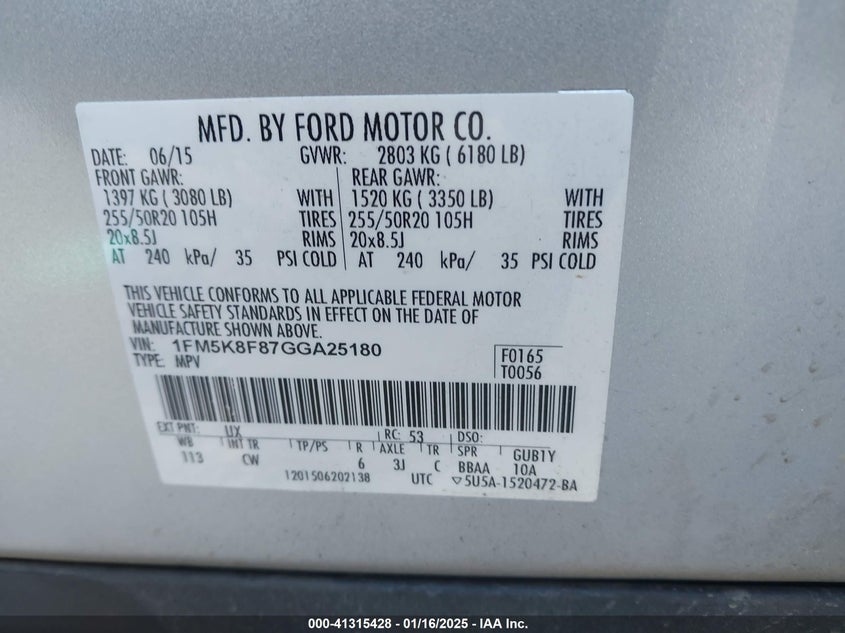 MFD. BY FORD MOTOR CO.
DATE: 06/15 GVWR: 2803 KG ( 6180 LB)
FRONT GAWR: REAR GAWR:
1397 KG ( 3080 LB) WITH 1520 KG ( 3350 LB) WITH
255/50R20 105H TIRES 255/50R20 105H TIRES
20x8.5J RIMS 20x8.5J RIMS
AT 240 kPa/ 35 PSI COLD AT 240 kPa/ 35 PSI COLD
THIS VEHICLE CONFORMS TO ALL APPLICABLE FEDERAL MOTOR
VEHICLE SAFETY STANDARDS IN EFFECT ON THE DATE OF
MANUFACTURE SHOWN ABOVE.
VIN: 1FM5K8F87GGA25180 F0165
TYPE: MPV T0056
EXT PNT: UX RC: 53 DSO:
WB INT TR TP/PS R AXLE TR SPR GUB1Y
113 CW 6 3J C BBAA 10A
1201506202138 UTC ▽5U5A-1520472-BA
000-41315428 - 01/16/2025 - USA - IAA Inc.